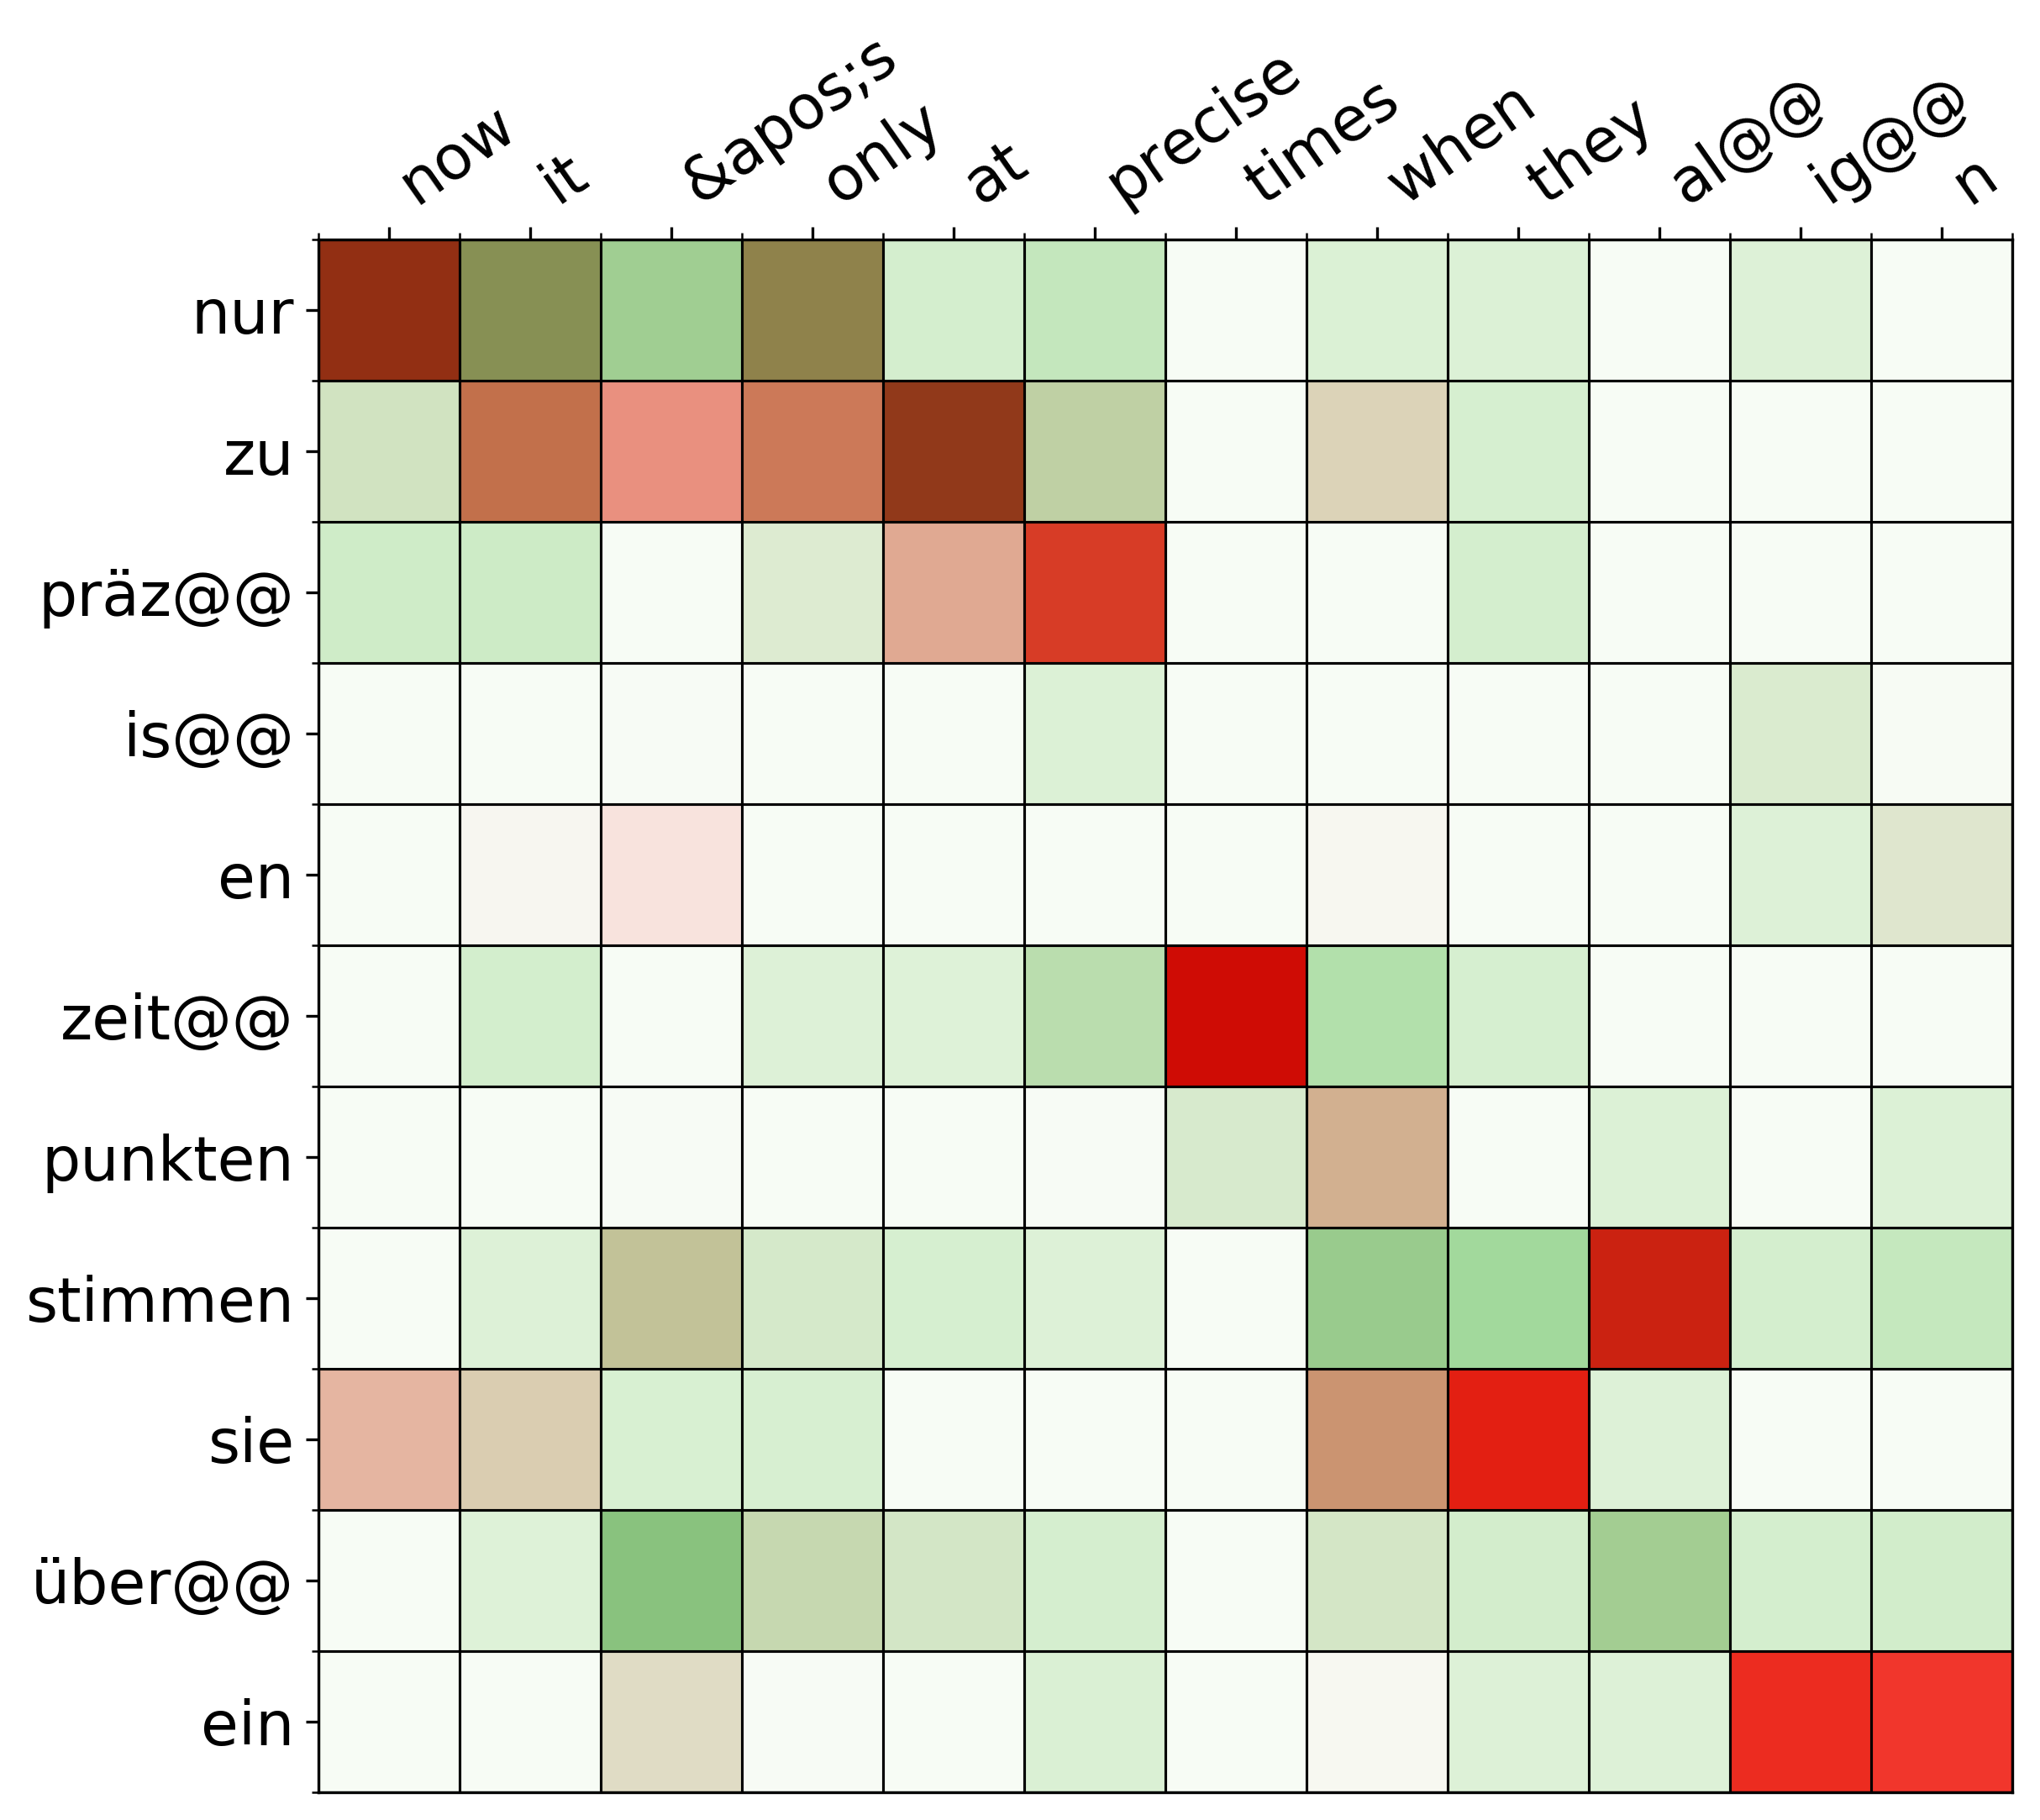 now it &apos;s only at precise times when they al@@ ig@@ n
nur
zu
präz@@
is@@
en
zeit@@
punkten
stimmen
sie
über@@
ein